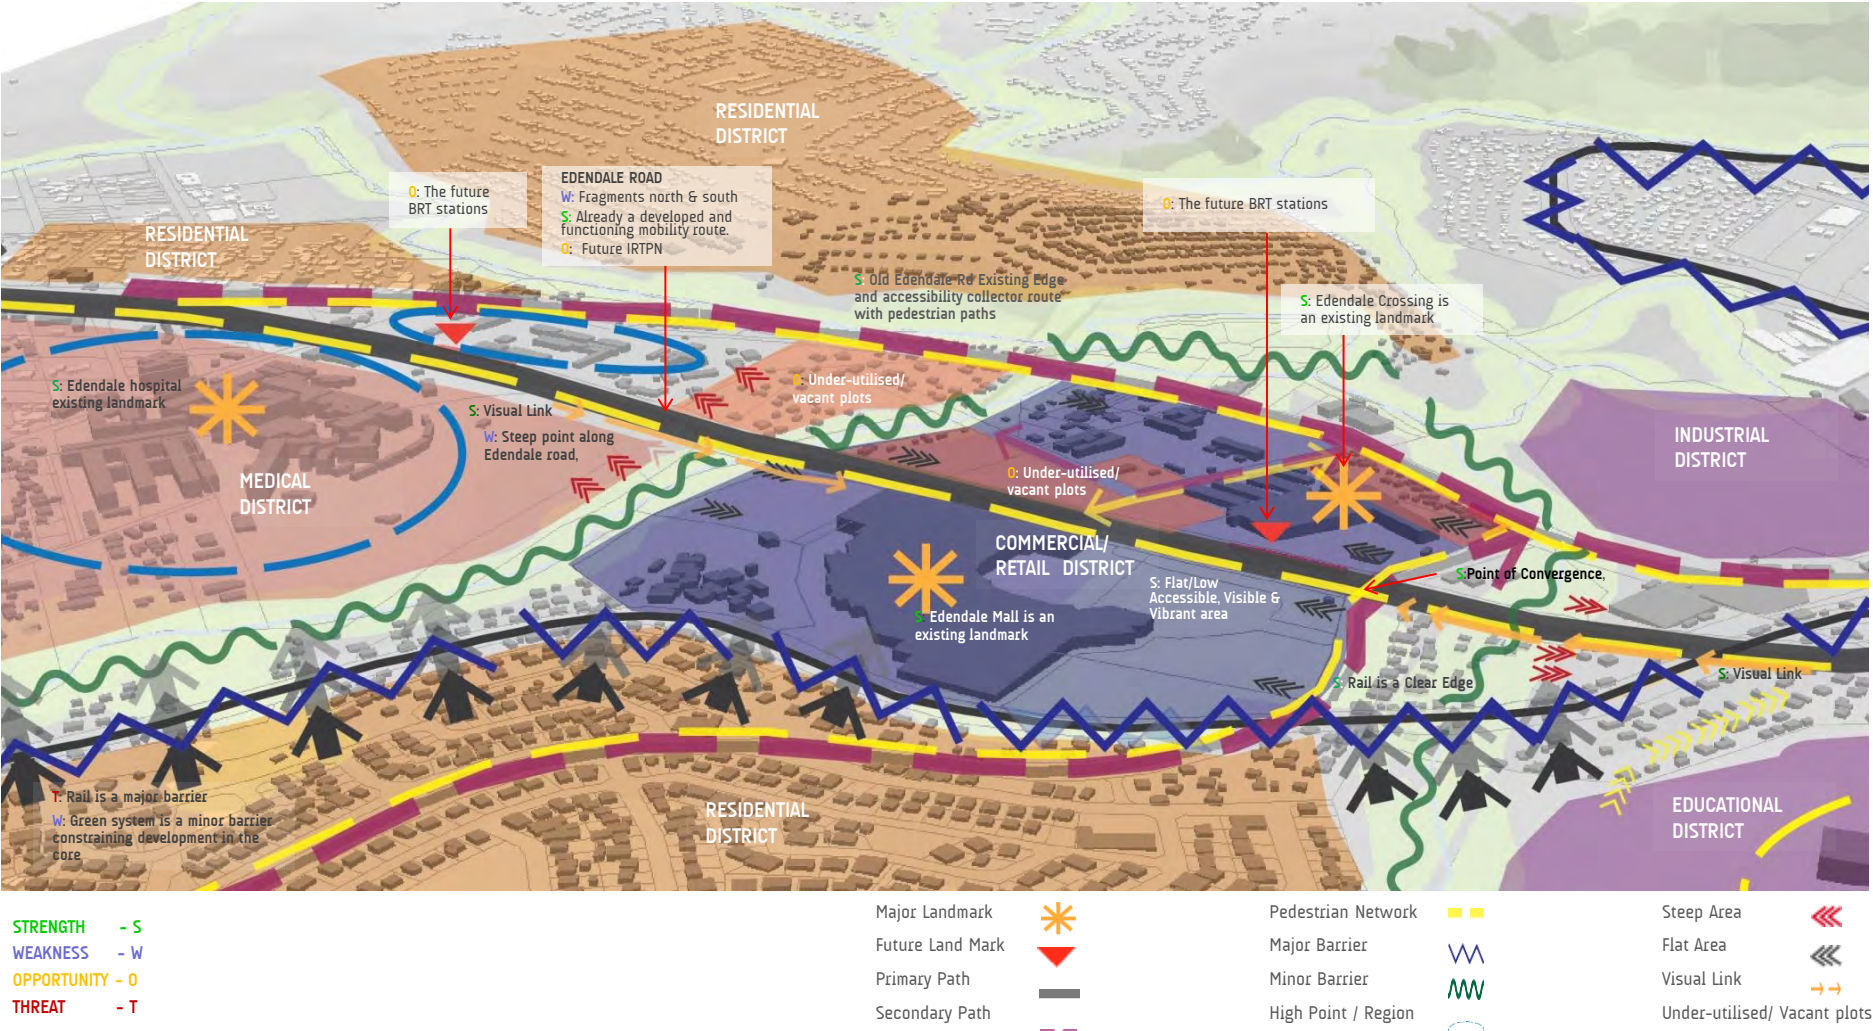 RESIDENTIAL
DISTRICT
O: The future
BRT stations
EDENDALE ROAD
W: Fragments north & south
S: Already a developed and
functioning mobility route.
O: Future IRTPN
O: The future BRT stations
RESIDENTIAL
DISTRICT
S: Old Edendale Rd Existing Edge
and accessibility collector route
with pedestrian paths
S: Edendale Crossing is
an existing landmark
S: Edendale hospital
existing landmark
O: Under-utilised/
vacant plots
S: Visual Link
W: Steep point along
Edendale road,
INDUSTRIAL
DISTRICT
MEDICAL
DISTRICT
O: Under-utilised/
vacant plots
COMMERCIAL/
RETAIL DISTRICT
S: Flat/Low
Accessible, Visible &
Vibrant area
S:Point of Convergence,
S: Edendale Mall is an
existing landmark
S: Rail is a Clear Edge
S: Visual Link
T: Rail is a major barrier
W: Green system is a minor barrier
constraining development in the
core
RESIDENTIAL
DISTRICT
EDUCATIONAL
DISTRICT
STRENGTH - S
WEAKNESS - W
OPPORTUNITY - O
THREAT - T
Major Landmark
Future Land Mark
Primary Path
Secondary Path
Pedestrian Network
Major Barrier
Minor Barrier
High Point / Region
Steep Area
Flat Area
Visual Link
Under-utilised/ Vacant plots